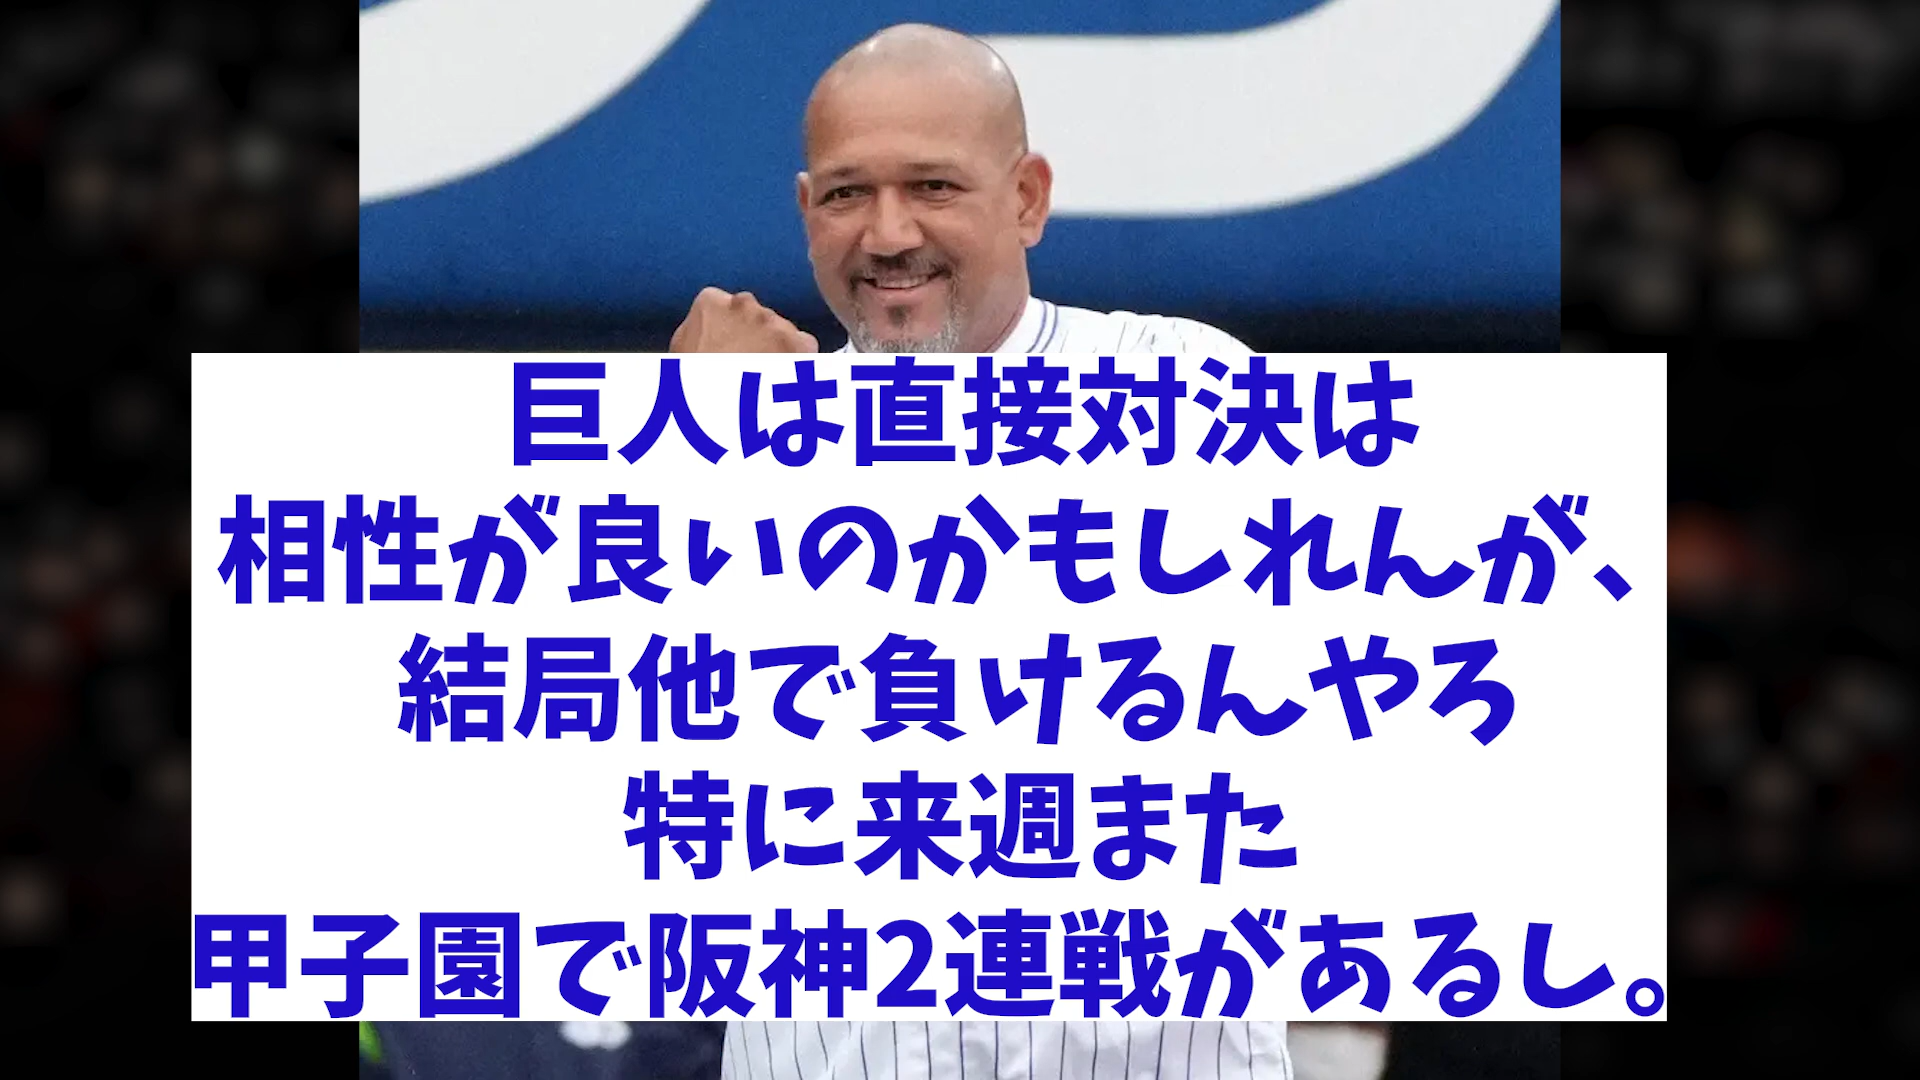 巨人は直接対決は
相性が良いのかもしれんが、
結局他で負けるんやろ
特に来週また
甲子園で阪神2連戦があるし。